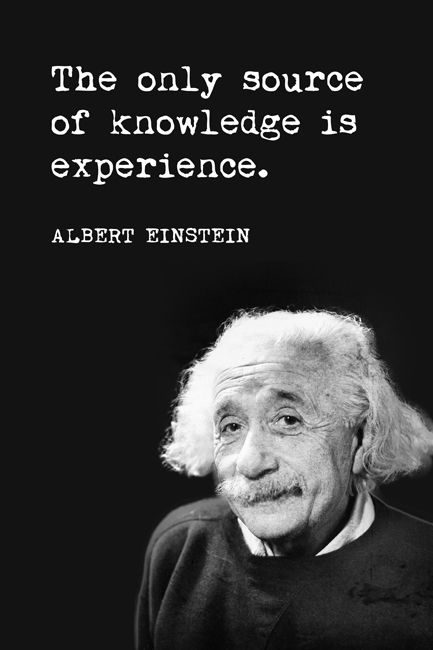 The only source
of knowledge is
experience.
ALBERT EINSTEIN